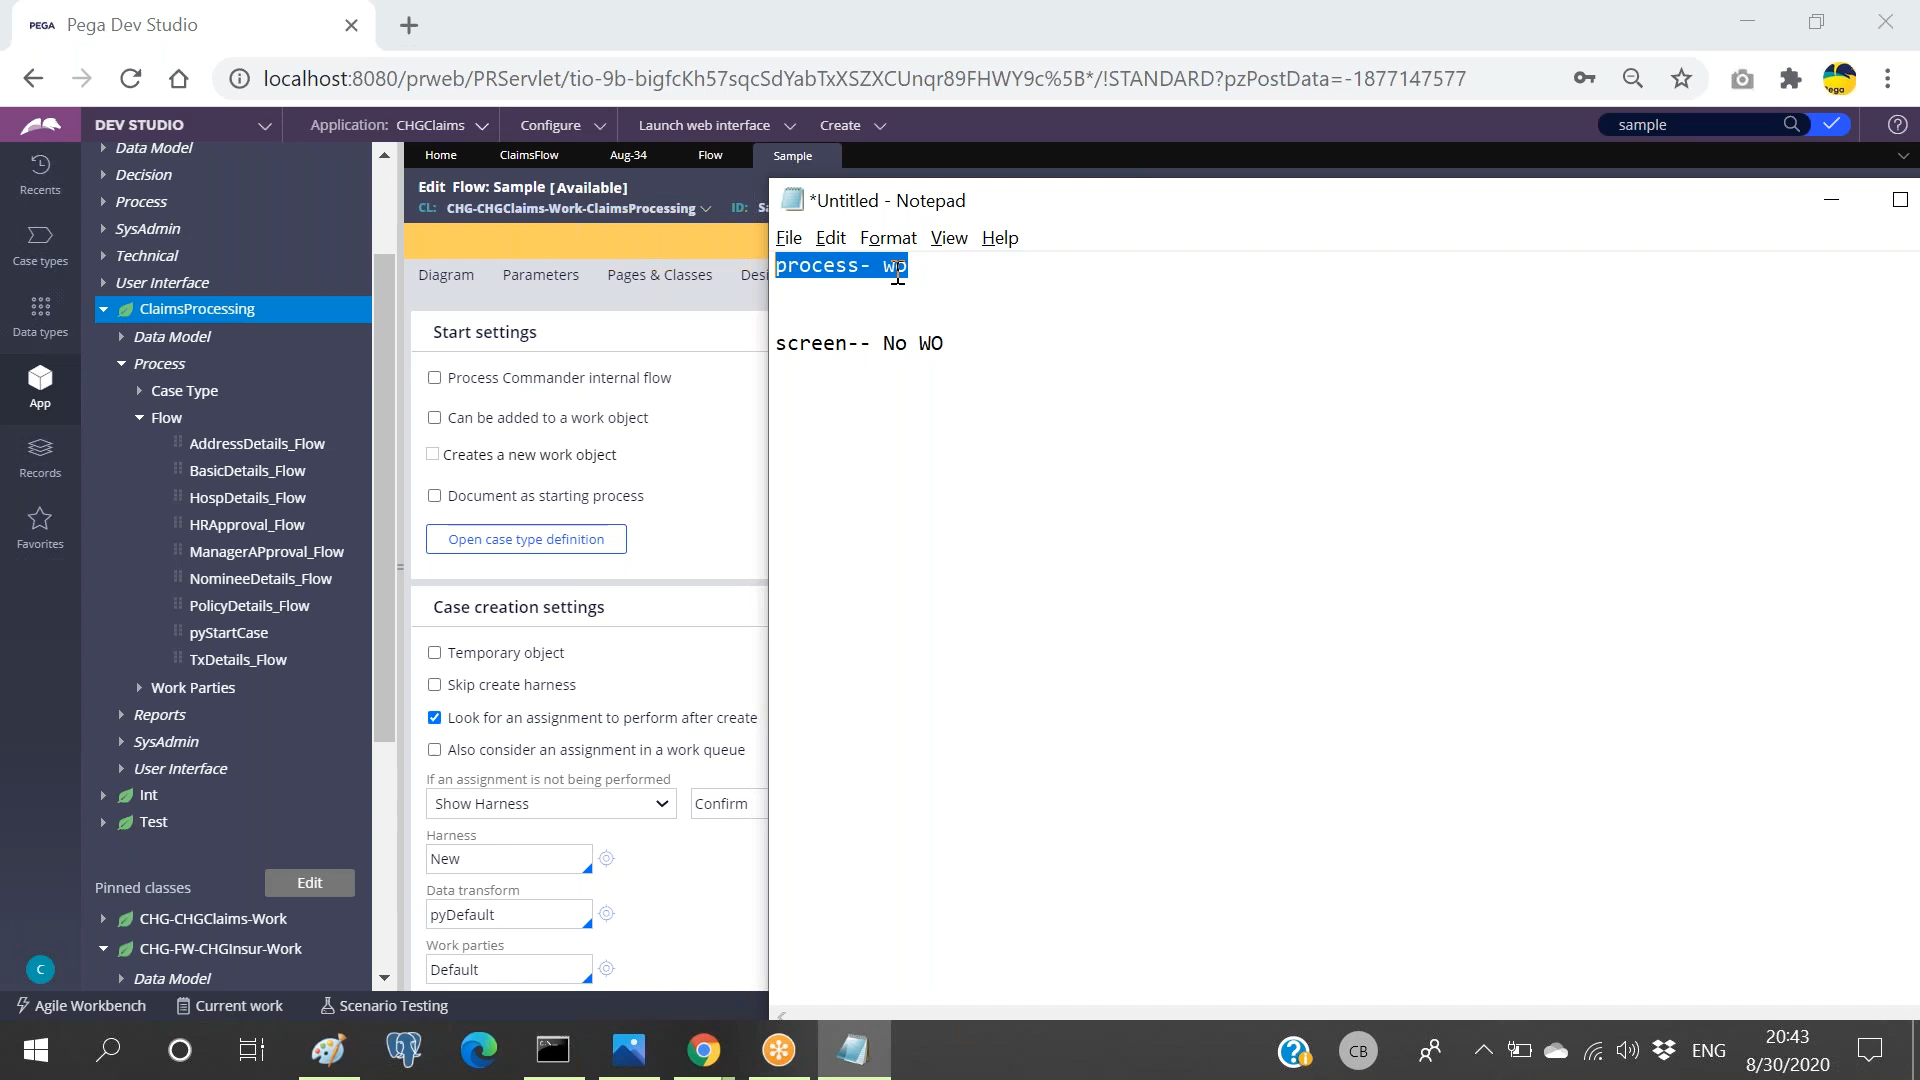 PEGA Pega Dev Studio
localhost:8080/prweb/PRServlet/tio-9b-bigfcKh57sqcSdYabTxXSZXCUnqr89FHWY9c%5B*/!STANDARD?pzPostData=-1877147577
DEV STUDIO
Application: CHGClaims
Configure
Launch web interface
Create
sample
Recents
Case types
Data types
App
Records
Favorites
C
Data Model
Decision
Process
SysAdmin
Technical
User Interface
ClaimsProcessing
Data Model
Process
Case Type
Flow
AddressDetails_Flow
BasicDetails_Flow
HospDetails_Flow
HRApproval_Flow
ManagerAPproval_Flow
NomineeDetails_Flow
PolicyDetails_Flow
pyStartCase
TxDetails_Flow
Work Parties
Reports
SysAdmin
User Interface
Int
Test
Pinned classes
Edit
CHG-CHGClaims-Work
CHG-FW-CHGInsur-Work
Data Model
Home ClaimsFlow Aug-34 Flow Sample
Edit Flow: Sample [Available]
CL: CHG-CHGClaims-Work-ClaimsProcessing ID:
Diagram Parameters Pages & Classes
Start settings
Process Commander internal flow
Can be added to a work object
Creates a new work object
Document as starting process
Open case type definition
Case creation settings
Temporary object
Skip create harness
Look for an assignment to perform after create
Also consider an assignment in a work queue
If an assignment is not being performed
Show Harness Confirm
Harness
New
Data transform
pyDefault
Work parties
Default
*Untitled - Notepad
File Edit Format View Help
process- wo
screen-- No WO
Agile Workbench Current work Scenario Testing
CB
ENG
20:43
8/30/2020